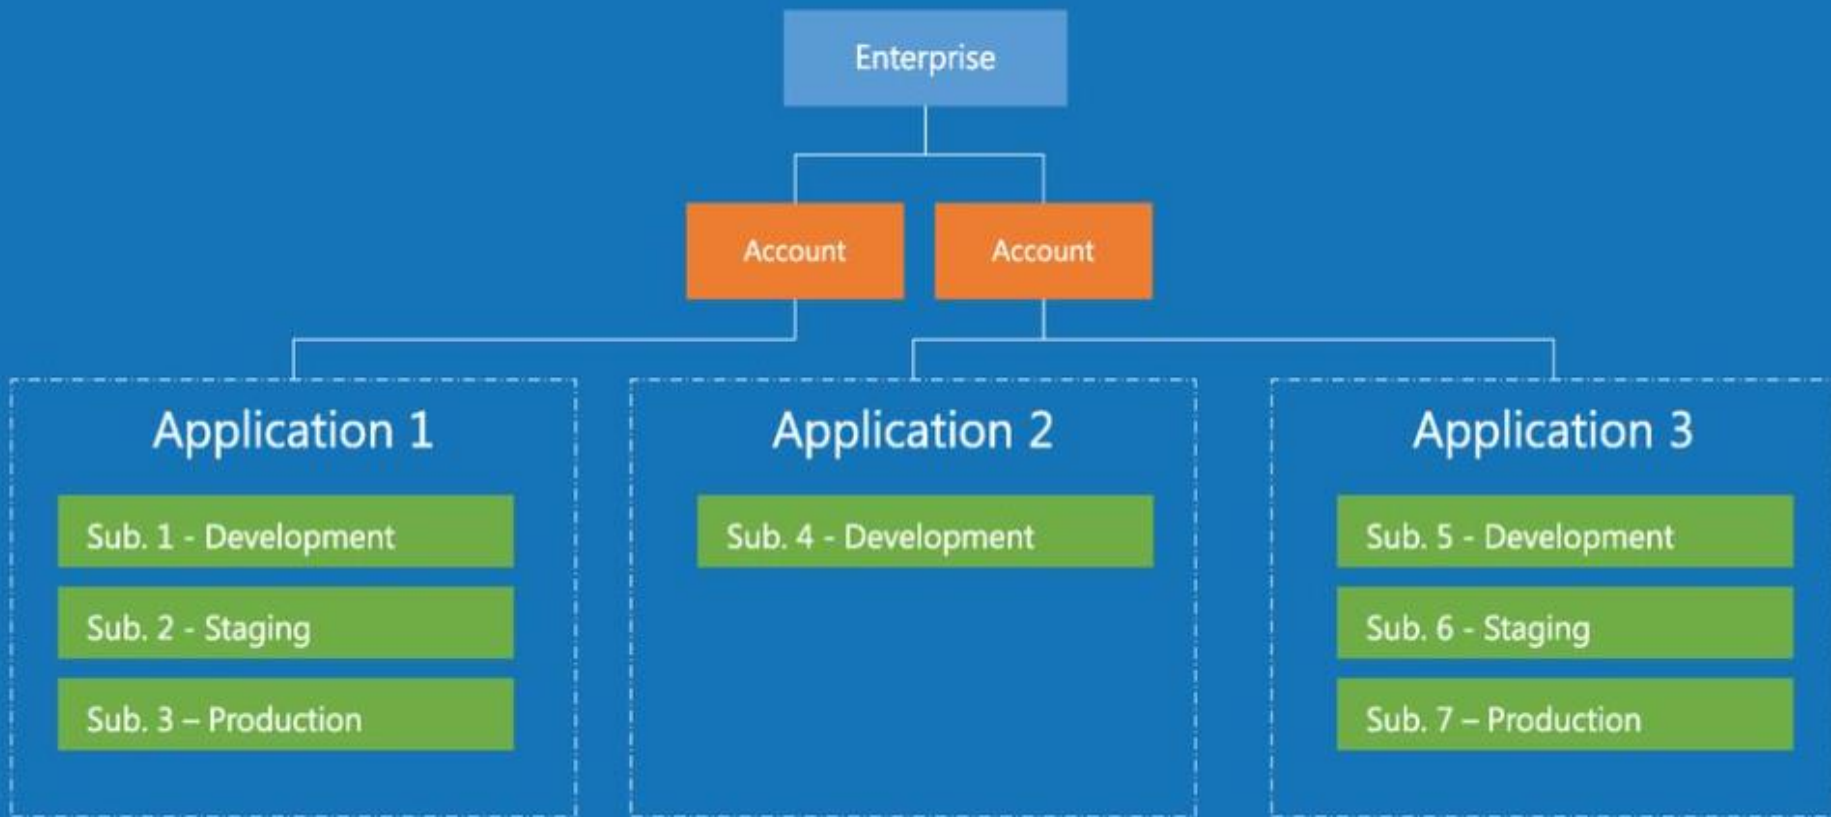 Enterprise
Account
Account
Application 1
Sub. 1 - Development
Sub. 2 - Staging
Sub. 3 – Production
Application 2
Sub. 4 - Development
Application 3
Sub. 5 - Development
Sub. 6 - Staging
Sub. 7 – Production